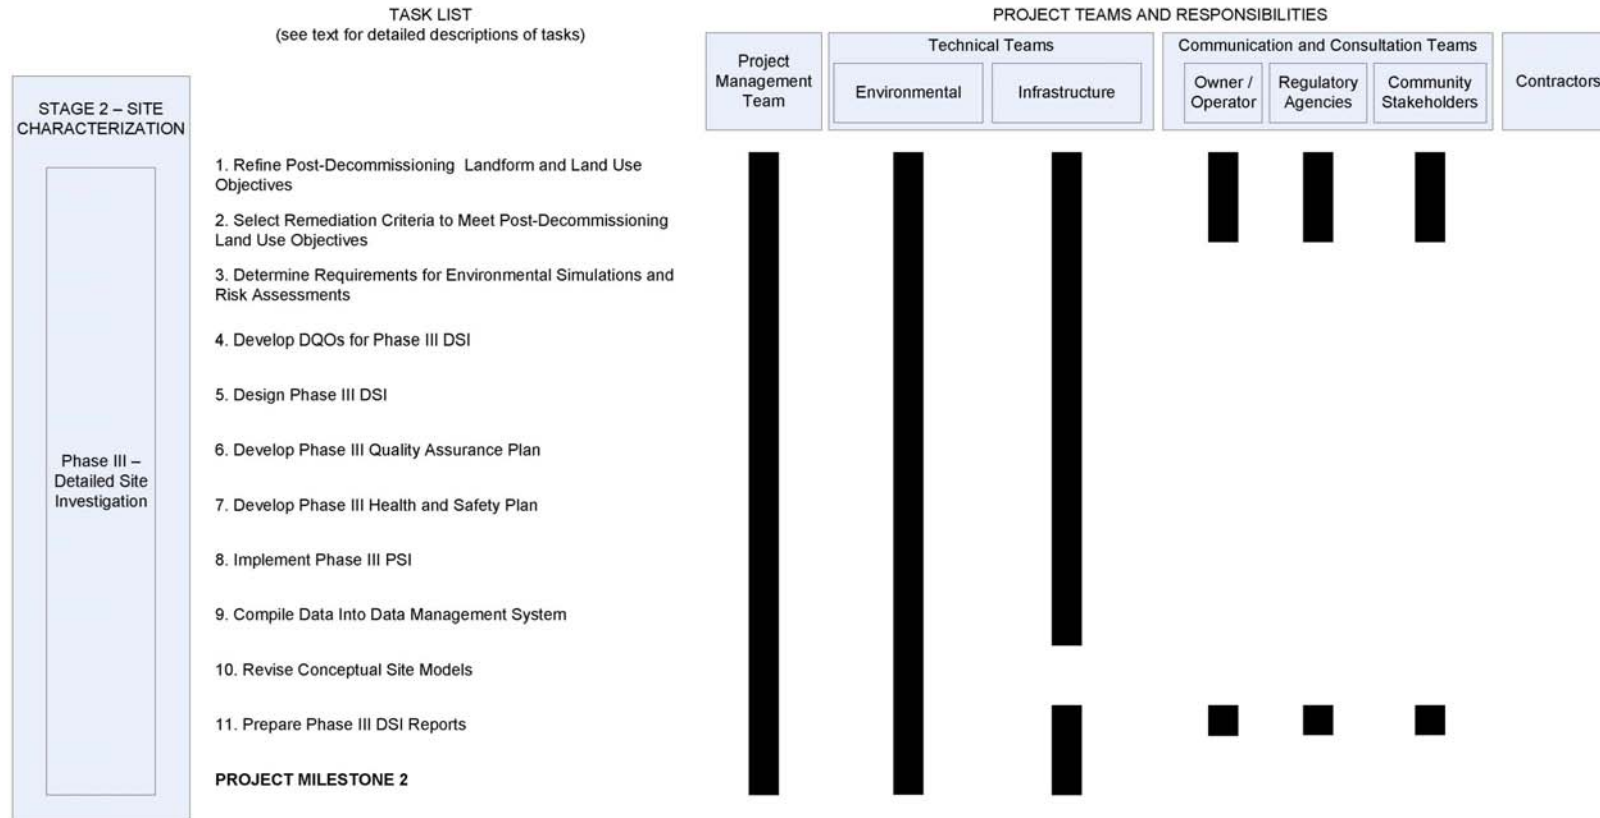 TASK LIST
(see text for detailed descriptions of tasks)
PROJECT TEAMS AND RESPONSIBILITIES
Project
Management
Team
Technical Teams
Environmental
Infrastructure
Communication and Consultation Teams
Owner /
Operator
Regulatory
Agencies
Community
Stakeholders
Contractors
STAGE 2 – SITE
CHARACTERIZATION
Phase III –
Detailed Site
Investigation
1. Refine Post-Decommissioning Landform and Land Use
Objectives
2. Select Remediation Criteria to Meet Post-Decommissioning
Land Use Objectives
3. Determine Requirements for Environmental Simulations and
Risk Assessments
4. Develop DQOs for Phase III DSI
5. Design Phase III DSI
6. Develop Phase III Quality Assurance Plan
7. Develop Phase III Health and Safety Plan
8. Implement Phase III PSI
9. Compile Data Into Data Management System
10. Revise Conceptual Site Models
11. Prepare Phase III DSI Reports
PROJECT MILESTONE 2